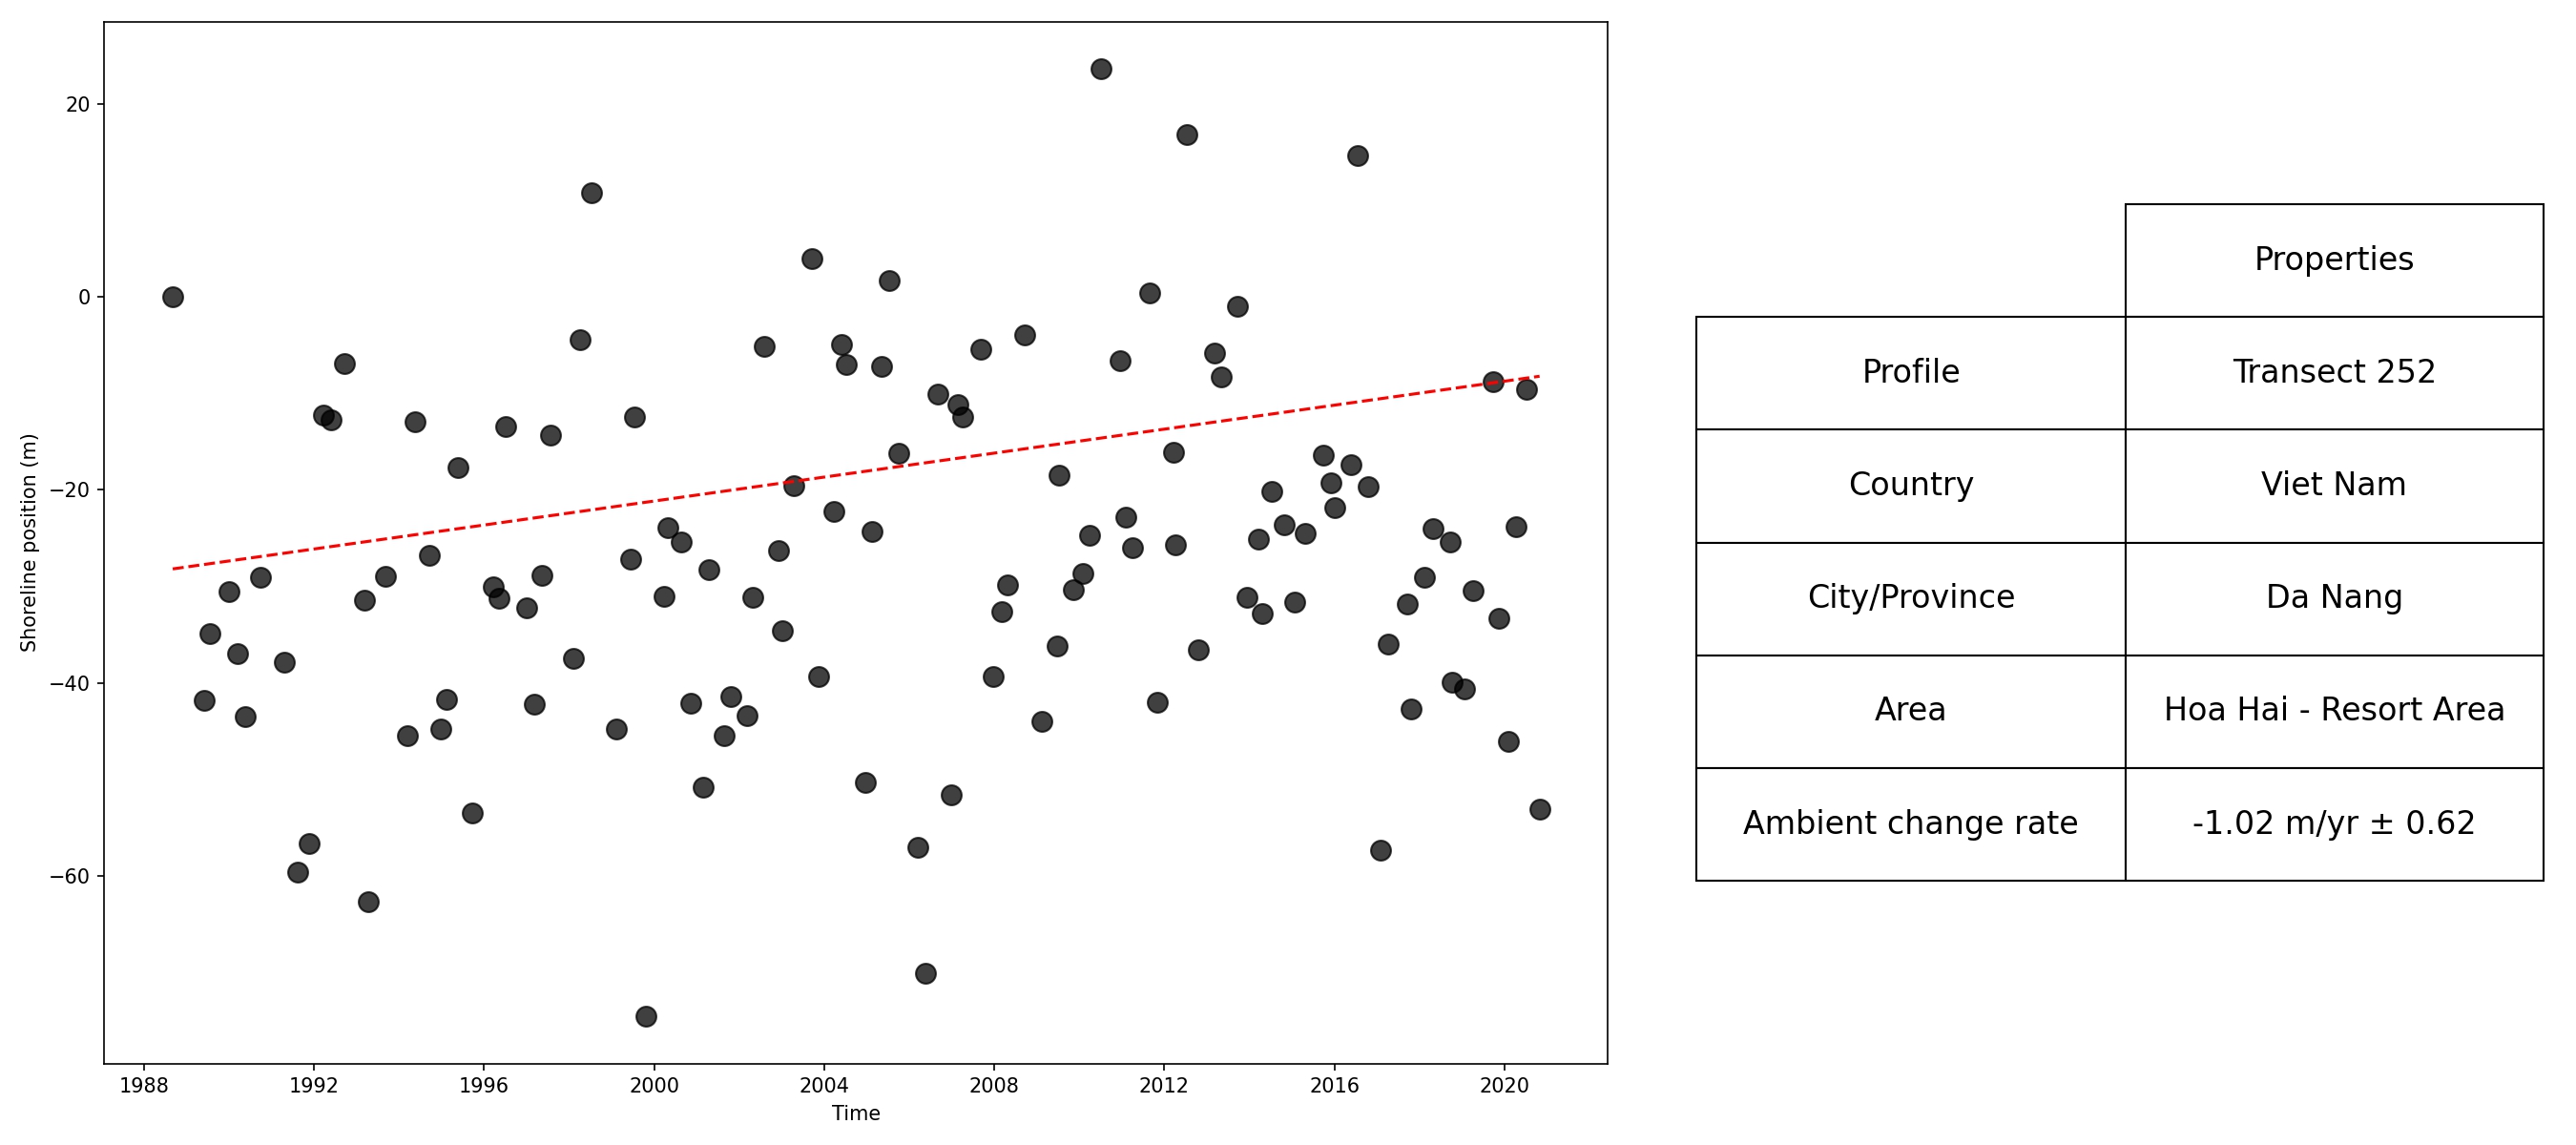 20
0
−20
−40
−60
Shoreline position (m)
1988 1992 1996 2000 2004 2008 2012 2016 2020
Time
Properties
Profile Transect 252
Country Viet Nam
City/Province Da Nang
Area Hoa Hai - Resort Area
Ambient change rate -1.02 m/yr ± 0.62